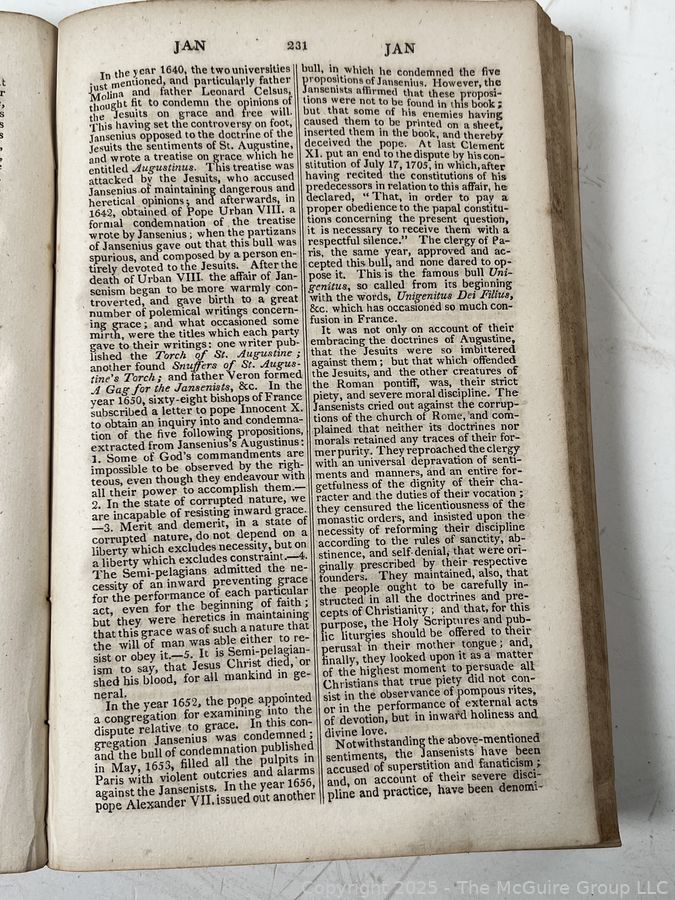 JAN 231 JAN
In the year 1640, the two universities
just mentioned, and particularly father
Molina and father Leonard Celsus,
thought fit to condemn the opinions of
the Jesuits on grace and free will.
This having set the controversy on foot,
Jansenius opposed to the doctrine of the
Jesuits the sentiments of St. Augustine,
and wrote a treatise on grace which he
entitled Augustinus. This treatise was
attacked by the Jesuits, who accused
Jansenius of maintaining dangerous and
heretical opinions; and afterwards, in
1642, obtained of Pope Urban VIII. a
formal condemnation of the treatise
wrote by Jansenius; when the partizans
of Jansenius gave out that this bull was
spurious, and composed by a person en-
tirely devoted to the Jesuits. After the
death of Urban VIII. the affair of Jan-
senism began to be more warmly con-
troverted, and gave birth to a great
number of polemical writings concern-
ing grace; and what occasioned some
mirth, were the titles which each party
gave to their writings: one writer pub-
lished the Torch of St. Augustine;
another found Snuffers of St. Augus-
tine's Torch; and father Veron formed
A Gag for the Jansenists, &c. In the
year 1650, sixty-eight bishops of France
subscribed a letter to pope Innocent X.
to obtain an inquiry into and condemna-
tion of the five following propositions,
extracted from Jansenius's Augustinus:
1. Some of God's commandments are
impossible to be observed by the righ-
teous, even though they endeavour with
all their power to accomplish them.—
2. In the state of corrupted nature, we
are incapable of resisting inward grace.
—3. Merit and demerit, in a state of
corrupted nature, do not depend on a
liberty which excludes necessity, but on
a liberty which excludes constraint.—4.
The Semi-pelagians admitted the ne-
cessity of an inward preventing grace
for the performance of each particular
act, even for the beginning of faith;
but they were heretics in maintaining
that this grace was of such a nature that
the will of man was able either to re-
sist or obey it.—5. It is Semi-pelagian-
ism to say, that Jesus Christ died, or
shed his blood, for all mankind in ge-
neral.
In the year 1652, the pope appointed
a congregation for examining into the
dispute relative to grace. In this con-
gregation Jansenius was condemned;
and the bull of condemnation published
in May, 1653, filled all the pulpits in
Paris with violent outcries and alarms
against the Jansenists. In the year 1656,
pope Alexander VII. issued out another
bull, in which he condemned the five
propositions of Jansenius. However, the
Jansenists affirmed that these proposi-
tions were not to be found in this book;
but that some of his enemies having
caused them to be printed on a sheet,
inserted them in the book, and thereby
deceived the pope. At last Clement
XI. put an end to the dispute by his con-
stitution of July 17, 1705, in which, after
having recited the constitutions of his
predecessors in relation to this affair, he
declared, "That, in order to pay a
proper obedience to the papal constitu-
tions concerning the present question,
it is necessary to receive them with a
respectful silence." The clergy of Pa-
ris, the same year, approved and ac-
cepted this bull, and none dared to op-
pose it. This is the famous bull Uni-
genitus, so called from its beginning
with the words, Unigenitus Dei Filius,
&c. which has occasioned so much con-
fusion in France.
It was not only on account of their
embracing the doctrines of Augustine,
that the Jesuits were so imbittered
against them; but that which offended
the Jesuits, and the other creatures of
the Roman pontiff, was, their strict
piety, and severe moral discipline. The
Jansenists cried out against the corrup-
tions of the church of Rome, and com-
plained that neither its doctrines nor
morals retained any traces of their for-
mer purity. They reproached the clergy
with an universal depravation of senti-
ments and manners, and an entire for-
getfulness of the dignity of their cha-
racter and the duties of their vocation;
they censured the licentiousness of the
monastic orders, and insisted upon the
necessity of reforming their discipline
according to the rules of sanctity, ab-
stinence, and self-denial, that were ori-
ginally prescribed by their respective
founders. They maintained, also, that
the people ought to be carefully in-
structed in all the doctrines and pre-
cepts of Christianity; and that, for this
purpose, the Holy Scriptures and pub-
lic liturgies should be offered to their
perusal in their mother tongue; and,
finally, they looked upon it as a matter
of the highest moment to persuade all
Christians that true piety did not con-
sist in the observance of pompous rites,
or in the performance of external acts
of devotion, but in inward holiness and
divine love.
Notwithstanding the above-mentioned
sentiments, the Jansenists have been
accused of superstition and fanaticism;
and, on account of their severe disci-
pline and practice, have been denomi-
Copyright 2025 - The McGuire Group LLC